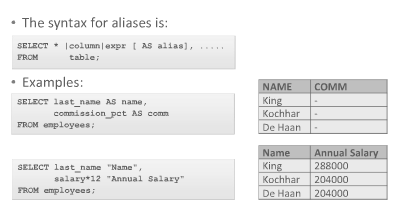 • The syntax for aliases is:
SELECT * |column|expr [ AS alias], .....
FROM table;
• Examples:
SELECT last_name AS name,
commission_pct AS comm
FROM employees;
NAME COMM
King -
Kochhar -
De Haan -
SELECT last_name "Name",
salary*12 "Annual Salary"
FROM employees;
Name Annual Salary
King 288000
Kochhar 204000
De Haan 204000